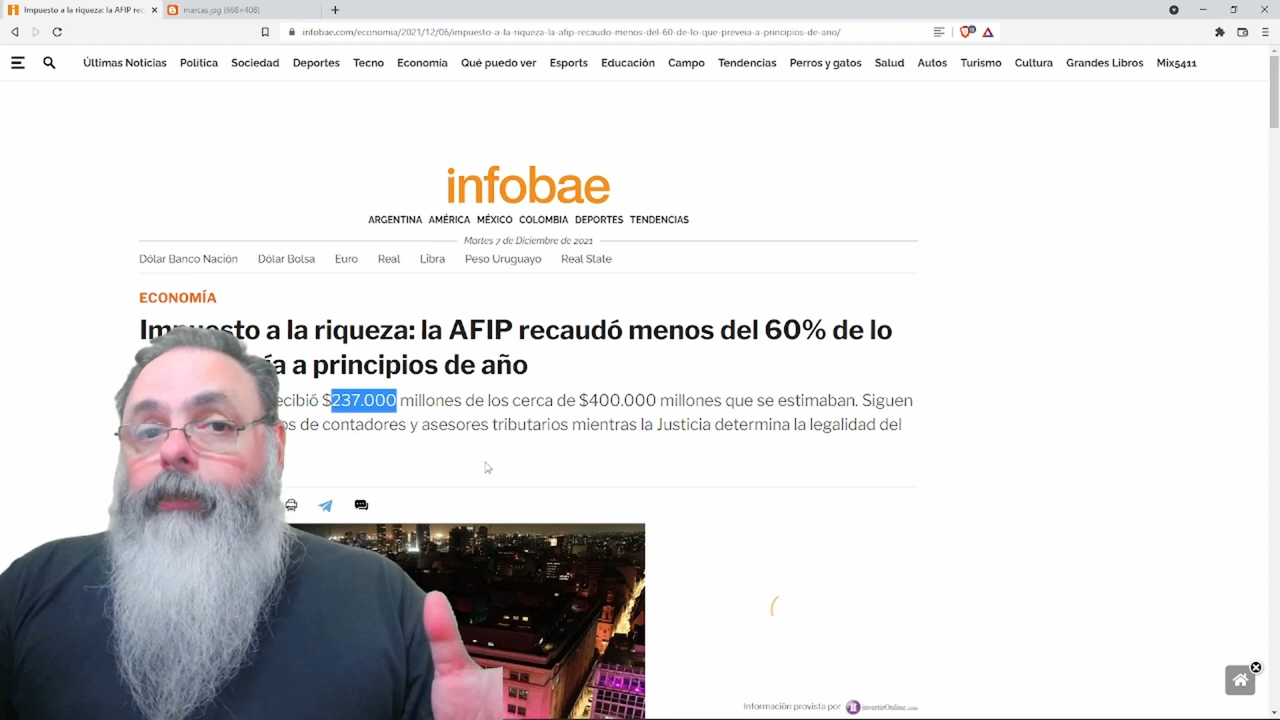 Impuesto a la riqueza: la AFIP rec
marcas.jpg (668×408)
infobae.com/economia/2021/12/06/impuesto-a-la-riqueza-la-afip-recaudo-menos-del-60-de-lo-que-preveia-a-principios-de-ano/
Últimas Noticias Política Sociedad Deportes Tecno Economía Qué puedo ver Esports Educación Campo Tendencias Perros y gatos Salud Autos Turismo Cultura Grandes Libros Mix5411
infobae
ARGENTINA AMÉRICA MÉXICO COLOMBIA DEPORTES TENDENCIAS
Martes 7 de Diciembre de 2021
Dólar Banco Nación Dólar Bolsa Euro Real Libra Peso Uruguayo Real State
ECONOMÍA
Impuesto a la riqueza: la AFIP recaudó menos del 60% de lo
ía a principios de año
ecibió $237.000 millones de los cerca de $400.000 millones que se estimaban. Siguen
os de contadores y asesores tributarios mientras la Justicia determina la legalidad del
Información provista por invertirOnline.com